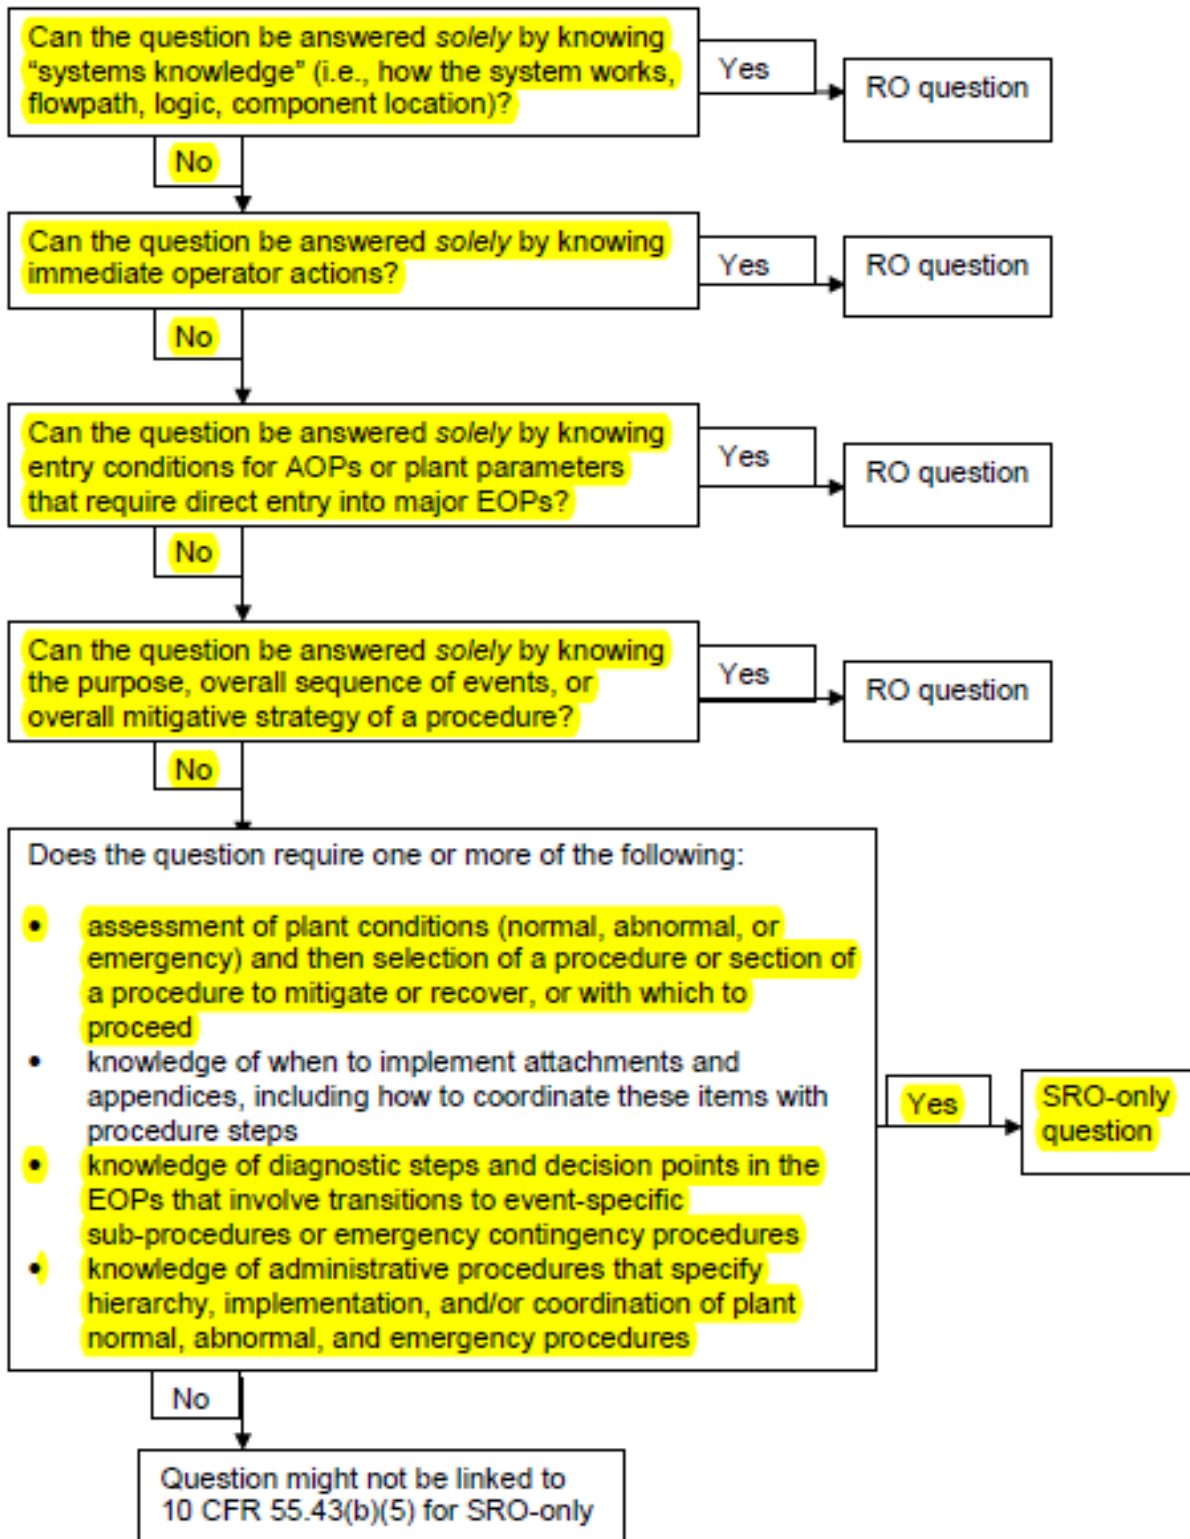 Can the question be answered solely by knowing
“systems knowledge” (i.e., how the system works,
flowpath, logic, component location)?
Yes
RO question
No
Can the question be answered solely by knowing
immediate operator actions?
Yes
RO question
No
Can the question be answered solely by knowing
entry conditions for AOPs or plant parameters
that require direct entry into major EOPs?
Yes
RO question
No
Can the question be answered solely by knowing
the purpose, overall sequence of events, or
overall mitigative strategy of a procedure?
Yes
RO question
No
Does the question require one or more of the following:
• assessment of plant conditions (normal, abnormal, or
emergency) and then selection of a procedure or section of
a procedure to mitigate or recover, or with which to
proceed
• knowledge of when to implement attachments and
appendices, including how to coordinate these items with
procedure steps
• knowledge of diagnostic steps and decision points in the
EOPs that involve transitions to event-specific
sub-procedures or emergency contingency procedures
• knowledge of administrative procedures that specify
hierarchy, implementation, and/or coordination of plant
normal, abnormal, and emergency procedures
Yes
SRO-only
question
No
Question might not be linked to
10 CFR 55.43(b)(5) for SRO-only